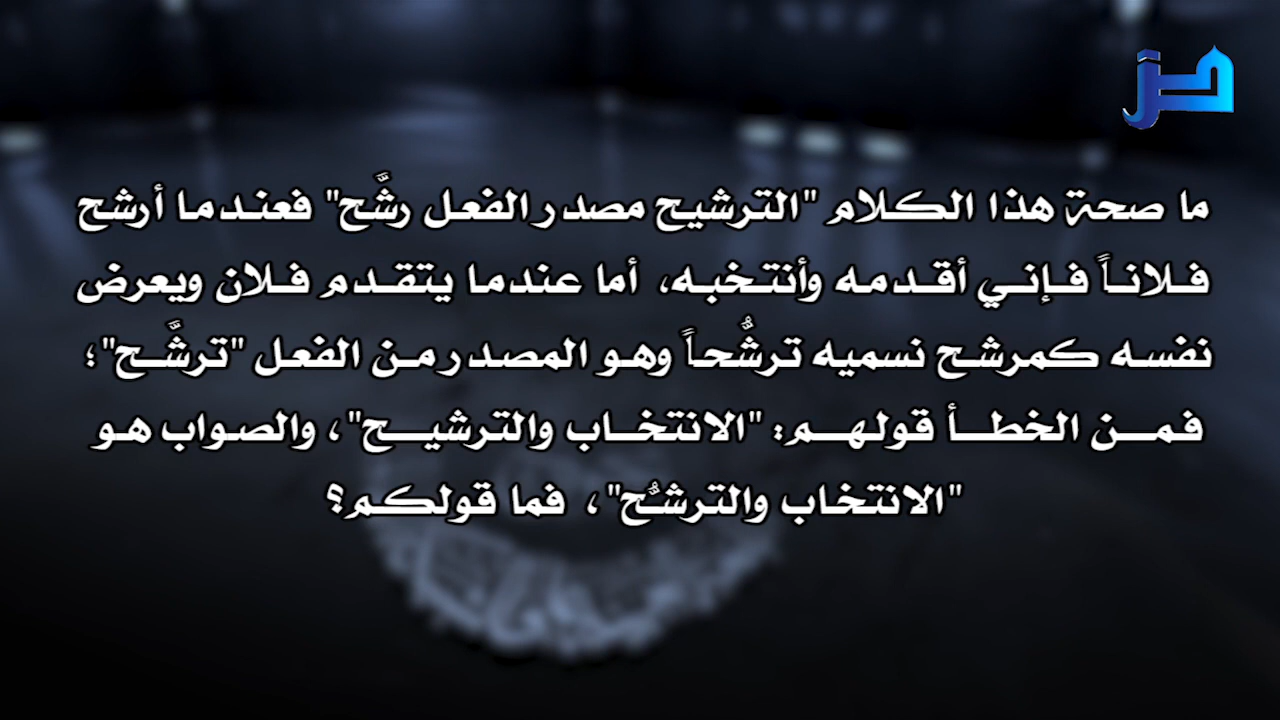 ما صحة هذا الكلام "الترشيح مصدر الفعل رشَّح" فعندما أرشح
فلاناً فإني أقدمه وأنتخبه، أما عندما يتقدم فلان ويعرض
نفسه كمرشح نسميه ترشُّحاً وهو المصدر من الفعل "ترشَّح"؛
فمن الخطأ قولهم: "الانتخاب والترشيح"، والصواب هو
"الانتخاب والترشُّح"، فما قولكم؟